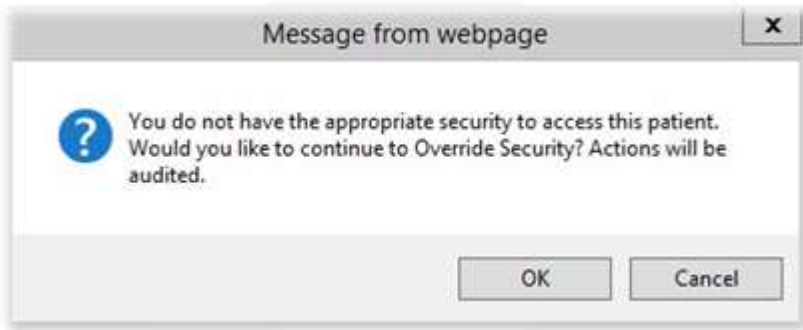 Message from webpage
x
?
You do not have the appropriate security to access this patient.
Would you like to continue to Override Security? Actions will be
audited.
OK
Cancel